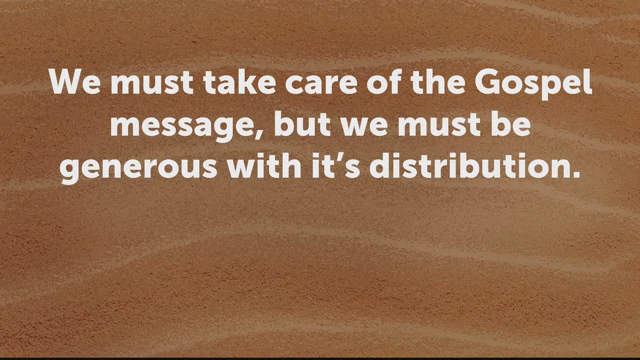 We must take care of the Gospel
message, but we must be
generous with it’s distribution.